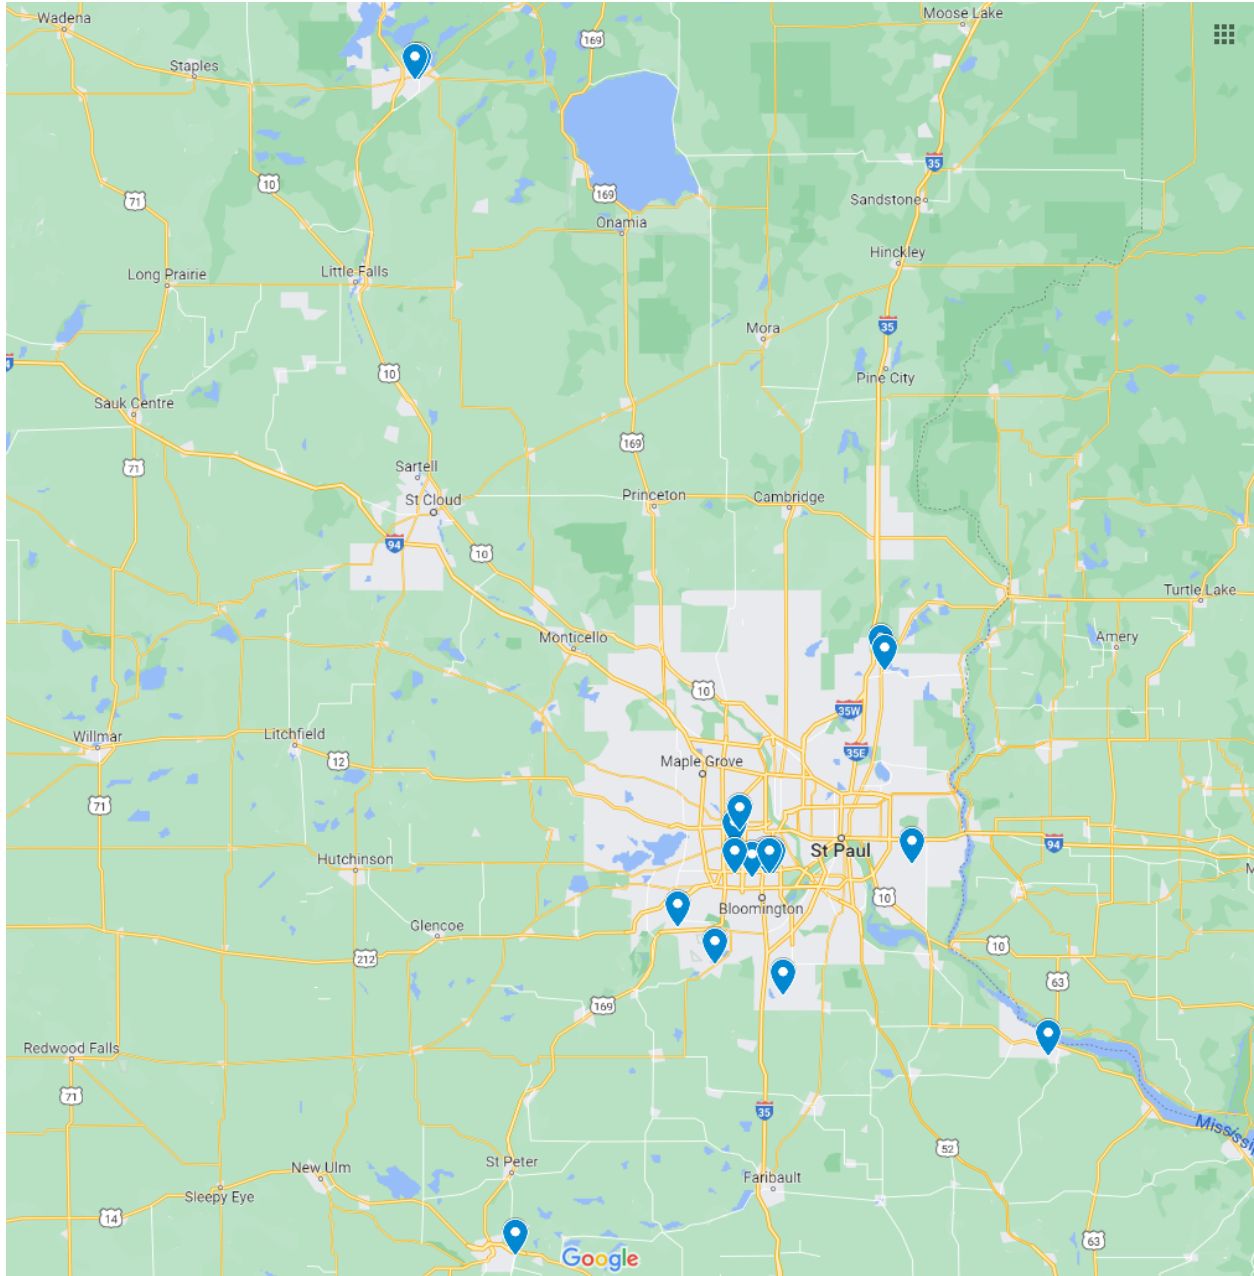 Wadena
Moose Lake
169
Staples
35
10
169
71
Sandstone
Onamia
Hinckley
Long Prairie
Little Falls
35
Mora
10
Pine City
Sauk Centre
169
71
Sartell
St Cloud
Princeton
Cambridge
94
10
Turtle Lake
Monticello
Amery
10
35W
Willmar
Litchfield
35E
12
Maple Grove
71
St Paul
94
Hutchinson
10
Bloomington
Glencoe
10
212
63
169
Redwood Falls
71
35
Mississi
52
St Peter
New Ulm
Faribault
Sleepy Eye
14
63
Google